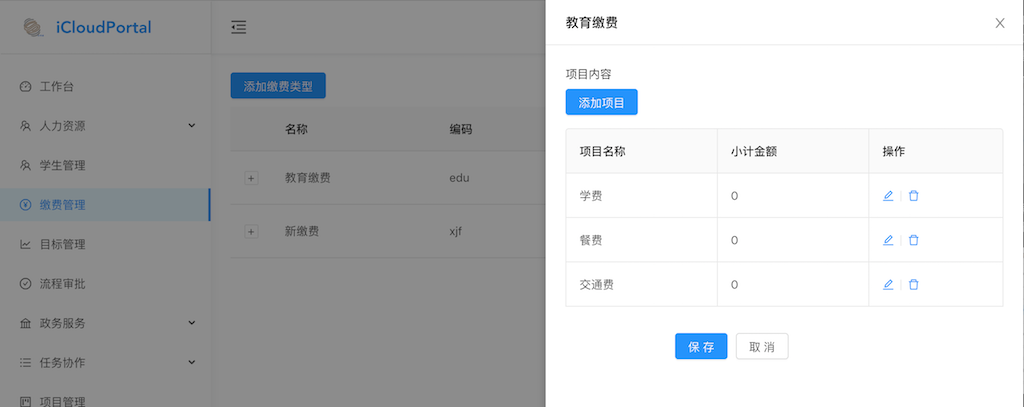 iCloudPortal
工作台
人力资源
学生管理
缴费管理
目标管理
流程审批
政务服务
任务协作
项目管理
添加缴费类型
名称 编码
教育缴费 edu
新缴费 xjf
教育缴费
项目内容
添加项目
项目名称 小计金额 操作
学费 0
餐费 0
交通费 0
保 存 取 消